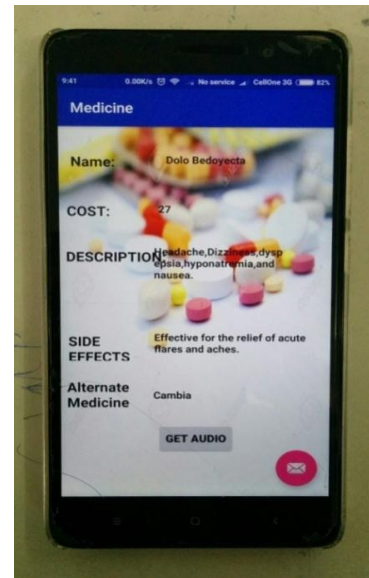 9:41 0.00K/s No service CellOne 3G 82%
Medicine
Name: Dolo Bedoyecta
COST: 27
DESCRIPTION: Headache,Dizziness,dysp
epsia,hyponatremia,and
nausea.
SIDE Effective for the relief of acute
EFFECTS flares and aches.
Alternate
Medicine Cambia
GET AUDIO